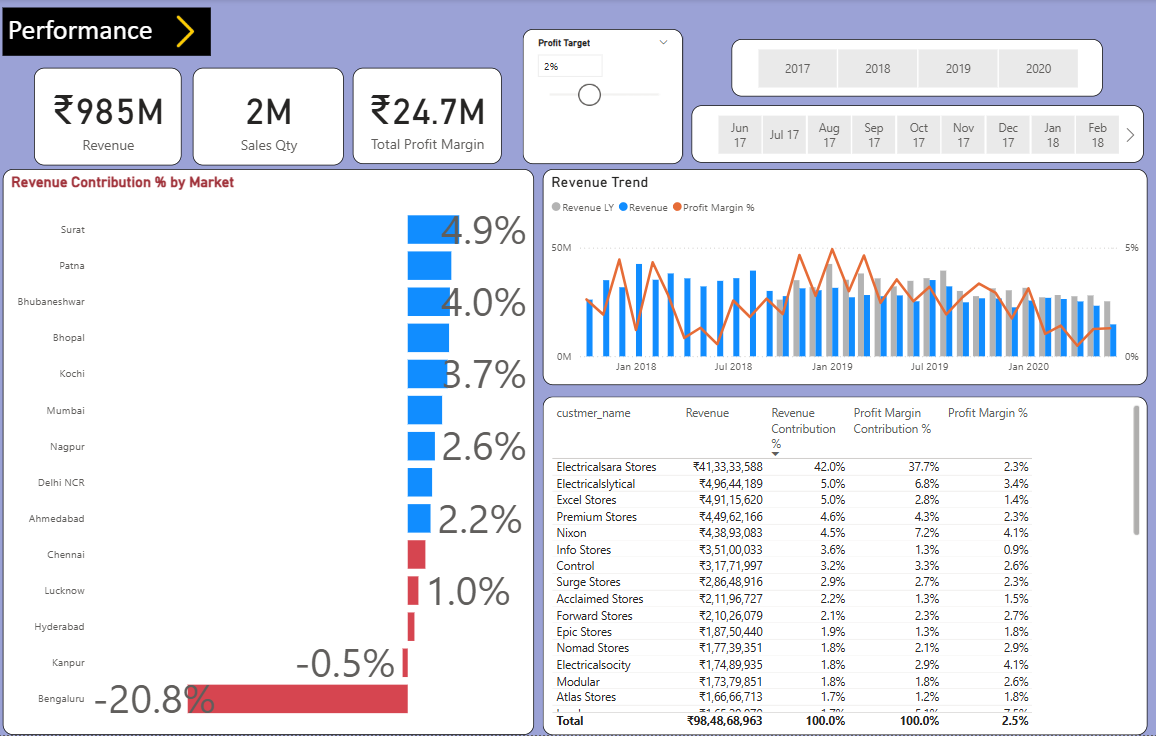 Performance
₹985M
Revenue
2M
Sales Qty
₹24.7M
Total Profit Margin
Profit Target
2%
2017 2018 2019 2020
Jun 17 Jul 17 Aug 17 Sep 17 Oct 17 Nov 17 Dec 17 Jan 18 Feb 18
Revenue Contribution % by Market
Surat 4.9%
Patna
Bhubaneshwar 4.0%
Bhopal
Kochi 3.7%
Mumbai
Nagpur 2.6%
Delhi NCR
Ahmedabad 2.2%
Chennai
Lucknow 1.0%
Hyderabad
Kanpur -0.5%
Bengaluru -20.8%
Revenue Trend
Revenue LY Revenue Profit Margin %
50M 5%
0M 0%
Jan 2018 Jul 2018 Jan 2019 Jul 2019 Jan 2020
custmer_name Revenue Revenue Contribution % Profit Margin Contribution % Profit Margin %
Electricalsara Stores ₹41,33,33,588 42.0% 37.7% 2.3%
Electricalslytical ₹4,96,44,189 5.0% 6.8% 3.4%
Excel Stores ₹4,91,15,620 5.0% 2.8% 1.4%
Premium Stores ₹4,49,62,166 4.6% 4.3% 2.3%
Nixon ₹4,38,93,083 4.5% 7.2% 4.1%
Info Stores ₹3,51,00,033 3.6% 1.3% 0.9%
Control ₹3,17,71,997 3.2% 3.3% 2.6%
Surge Stores ₹2,86,48,916 2.9% 2.7% 2.3%
Acclaimed Stores ₹2,11,96,727 2.2% 1.3% 1.5%
Forward Stores ₹2,10,26,079 2.1% 2.3% 2.7%
Epic Stores ₹1,87,50,440 1.9% 1.3% 1.8%
Nomad Stores ₹1,77,39,351 1.8% 2.1% 2.9%
Electricalsocity ₹1,74,89,935 1.8% 2.9% 4.1%
Modular ₹1,73,79,851 1.8% 1.8% 2.6%
Atlas Stores ₹1,66,66,713 1.7% 1.2% 1.8%
Total ₹98,48,68,963 100.0% 100.0% 2.5%